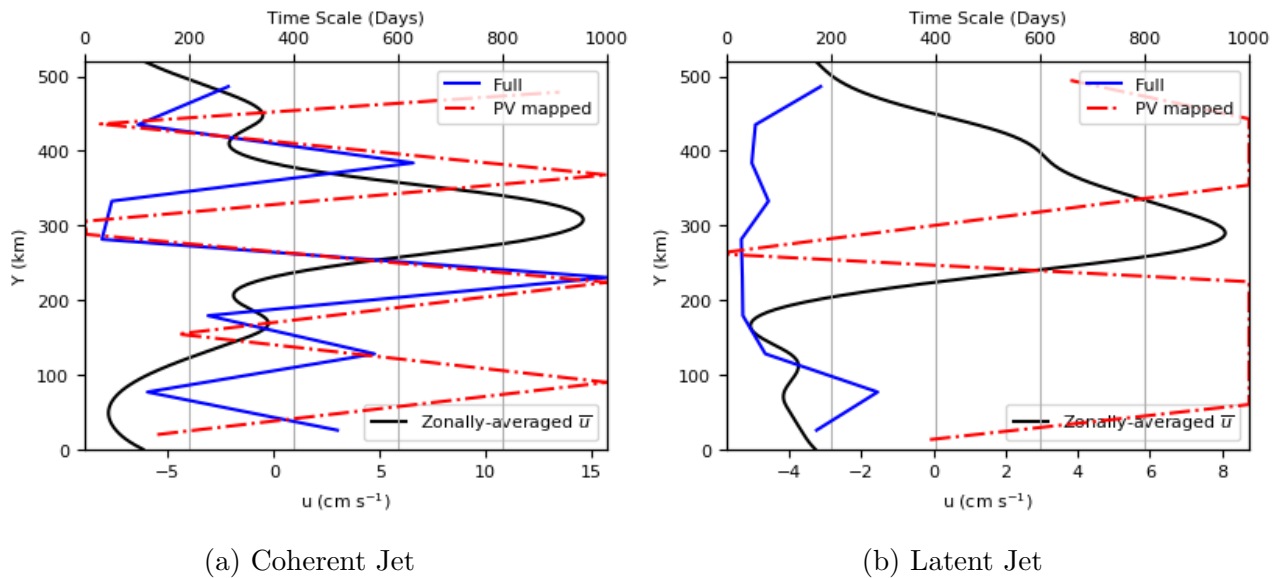 Time Scale (Days)
0 200 400 600 800 1000
500
400
300
200
100
0
Y (km)
Full
PV mapped
Zonally-averaged u̅
−5 0 5 10 15
u (cm s⁻¹)
(a) Coherent Jet
Time Scale (Days)
0 200 400 600 800 1000
500
400
300
200
100
0
Y (km)
Full
PV mapped
Zonally-averaged u̅
−4 −2 0 2 4 6 8
u (cm s⁻¹)
(b) Latent Jet